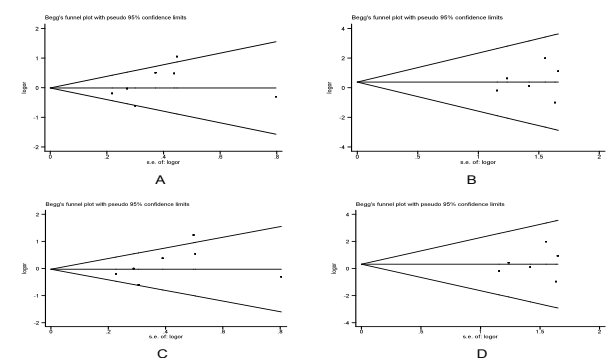 Begg's funnel plot with pseudo 95% confidence limits
logor
2
1
0
-1
-2
0
.2
.4
.6
.8
s.e. of: logor
A
Begg's funnel plot with pseudo 95% confidence limits
logor
4
2
0
-2
-4
0
.5
1
1.5
2
s.e. of: logor
B
Begg's funnel plot with pseudo 95% confidence limits
logor
2
1
0
-1
-2
0
.2
.4
.6
.8
s.e. of: logor
C
Begg's funnel plot with pseudo 95% confidence limits
logor
4
2
0
-2
-4
0
.5
1
1.5
2
s.e. of: logor
D